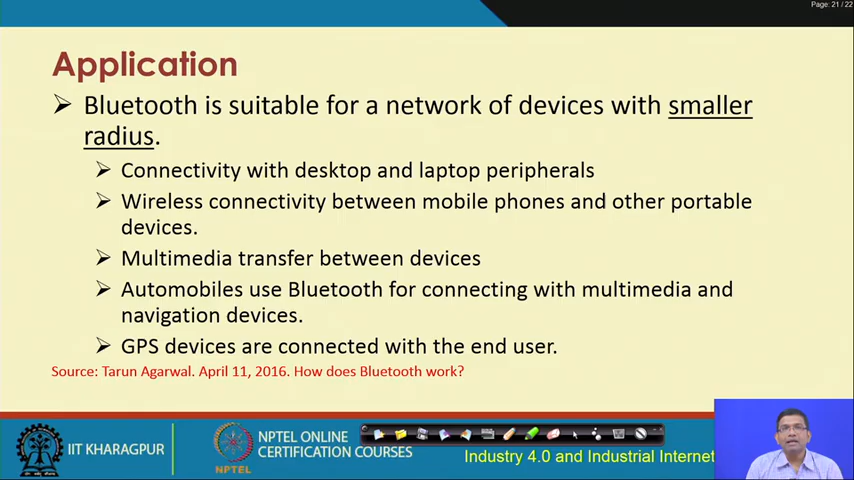 Page: 21 / 22
Application
➢ Bluetooth is suitable for a network of devices with smaller
radius.
➢ Connectivity with desktop and laptop peripherals
➢ Wireless connectivity between mobile phones and other portable
devices.
➢ Multimedia transfer between devices
➢ Automobiles use Bluetooth for connecting with multimedia and
navigation devices.
➢ GPS devices are connected with the end user.
Source: Tarun Agarwal. April 11, 2016. How does Bluetooth work?
IIT KHARAGPUR
NPTEL
NPTEL ONLINE
CERTIFICATION COURSES
Industry 4.0 and Industrial Internet